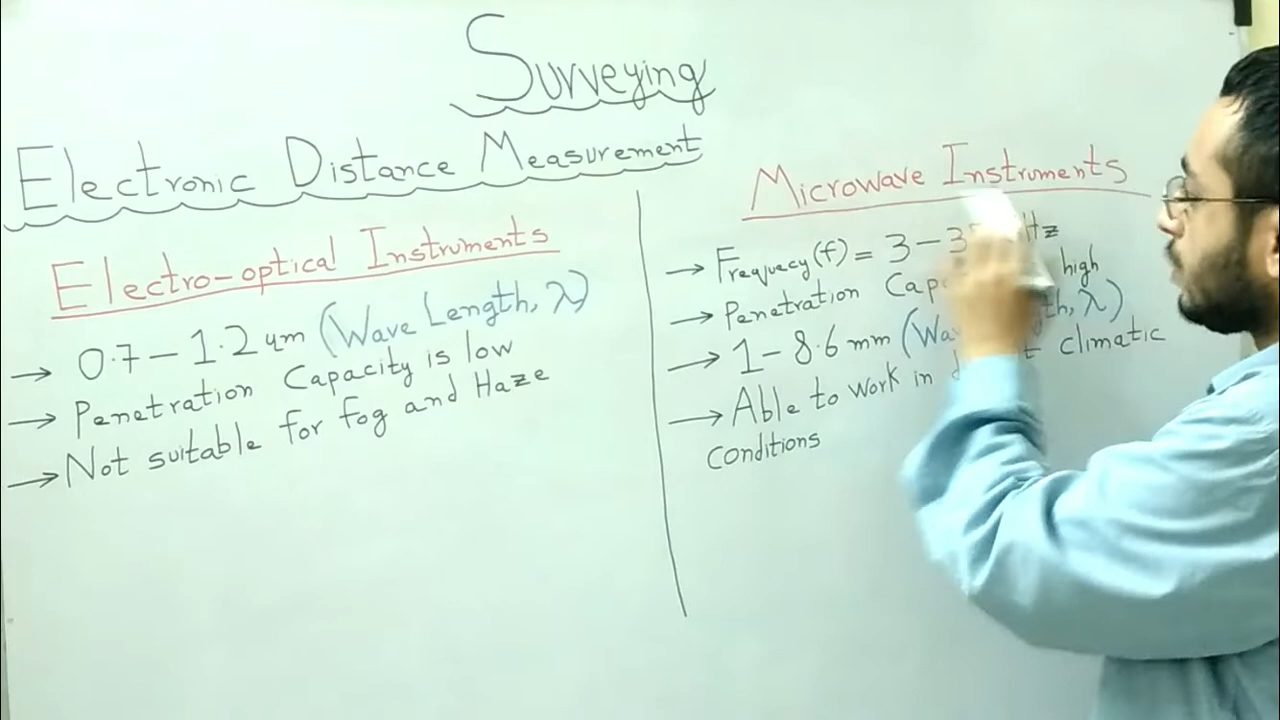 Surveying
Electronic Distance Measurement
Electro-optical Instruments
→ 0.7 – 1.2 um (Wave Length, λ)
→ Penetration Capacity is low
→ Not suitable for fog and Haze
Microwave Instruments
→ Frequecy (f) = 3 – 3
→ Penetration high
→ 1 – 8.6 mm λ)
→ Able to work in climatic
conditions